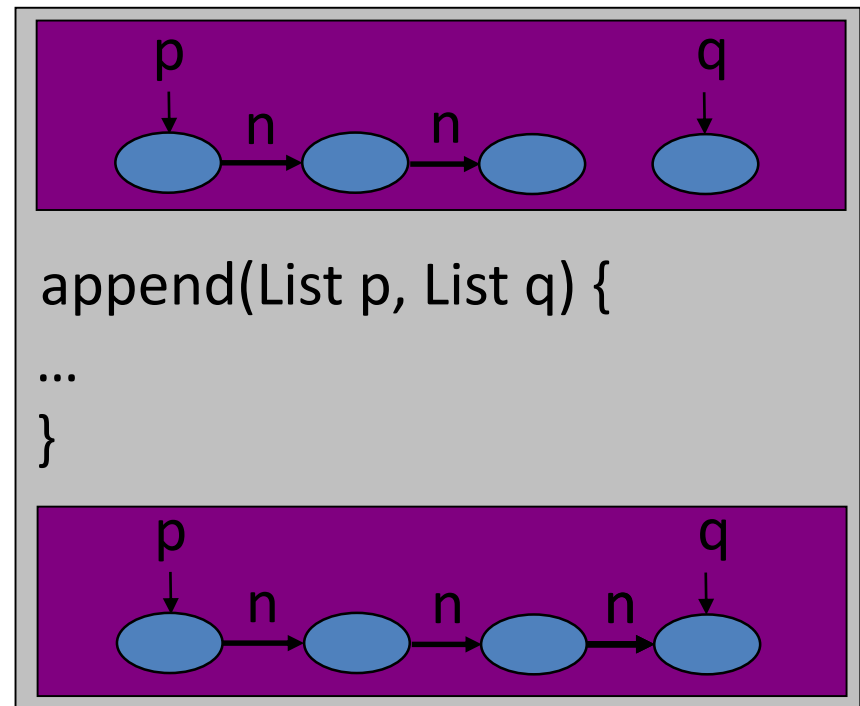 p q
n n
append(List p, List q) {
…
}
p q
n n n